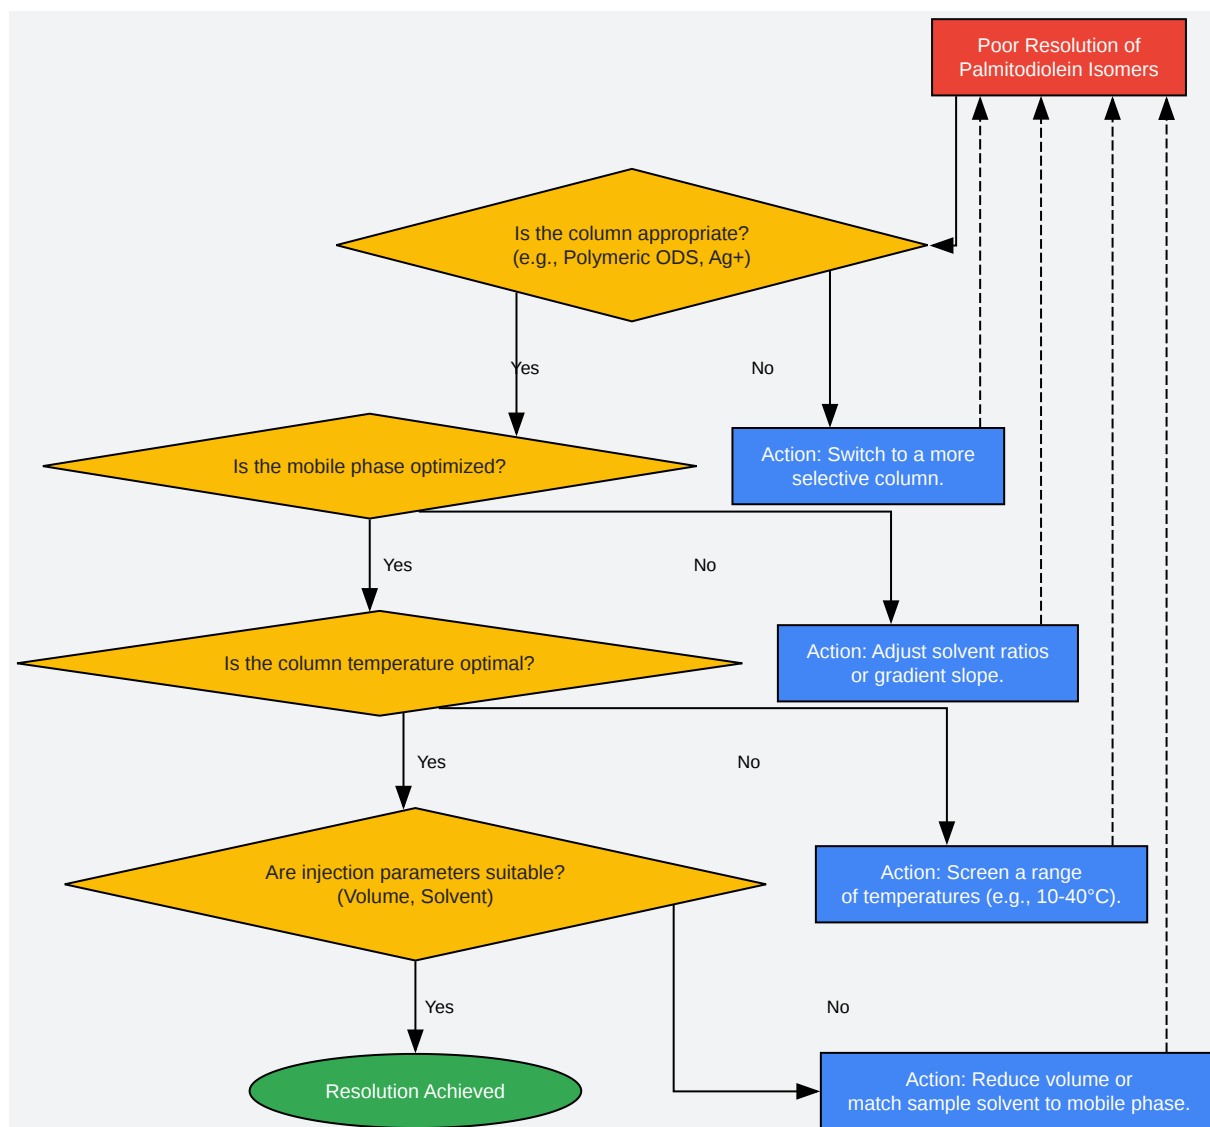 Poor Resolution of
Palmitodiolein Isomers
Is the column appropriate?
(e.g., Polymeric ODS, Ag+)
Yes
No
Is the mobile phase optimized?
Action: Switch to a more
selective column.
Yes
No
Is the column temperature optimal?
Action: Adjust solvent ratios
or gradient slope.
Yes
No
Are injection parameters suitable?
(Volume, Solvent)
Action: Screen a range
of temperatures (e.g., 10-40°C).
Yes
No
Resolution Achieved
Action: Reduce volume or
match sample solvent to mobile phase.